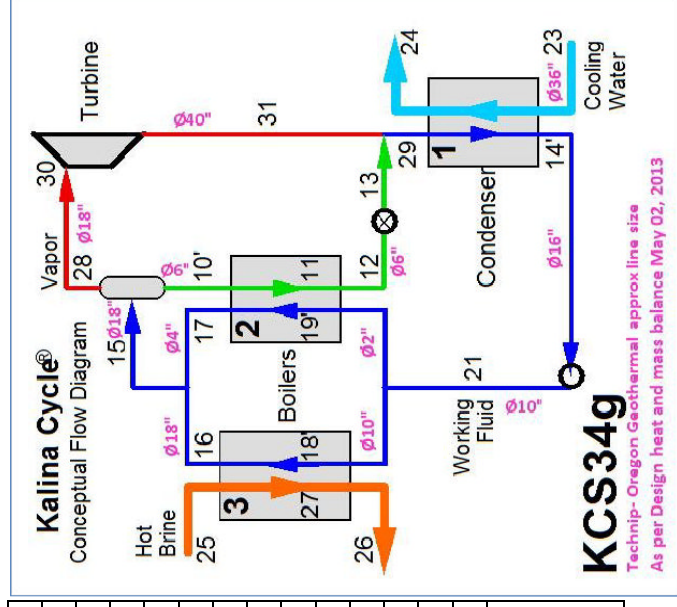 Kalina Cycle®
Conceptual Flow Diagram
Turbine
30
Vapor
28
Ø18"
Ø40"
31
15
Ø18"
Ø6"
10'
Ø4"
17
2
11
19'
Boilers
12
13
Ø6"
Ø2"
Ø18"
16
3
27
18'
Ø10"
Hot
Brine
25
26
29
1
Condenser
14'
24
23
Ø36"
Cooling
Water
Ø16"
21
Working
Fluid
Ø10"
KCS34g
Technip- Oregon Geothermal approx line size
As per Design heat and mass balance May 02, 2013